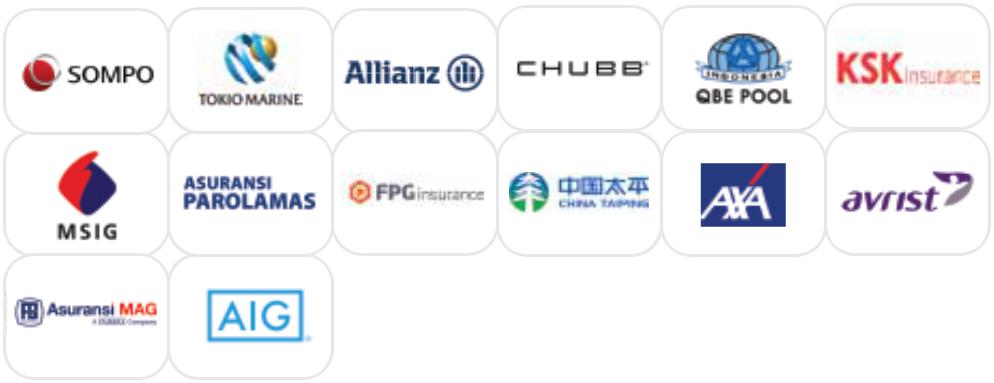 SOMPO
TOKIO MARINE
Allianz
CHUBB
INDONESIA
QBE POOL
KSK Insurance
MSIG
ASURANSI
PAROLAMAS
FPG insurance
中国太平
CHINA TAIPING
AXA
avrist
Asuransi MAG
AIG